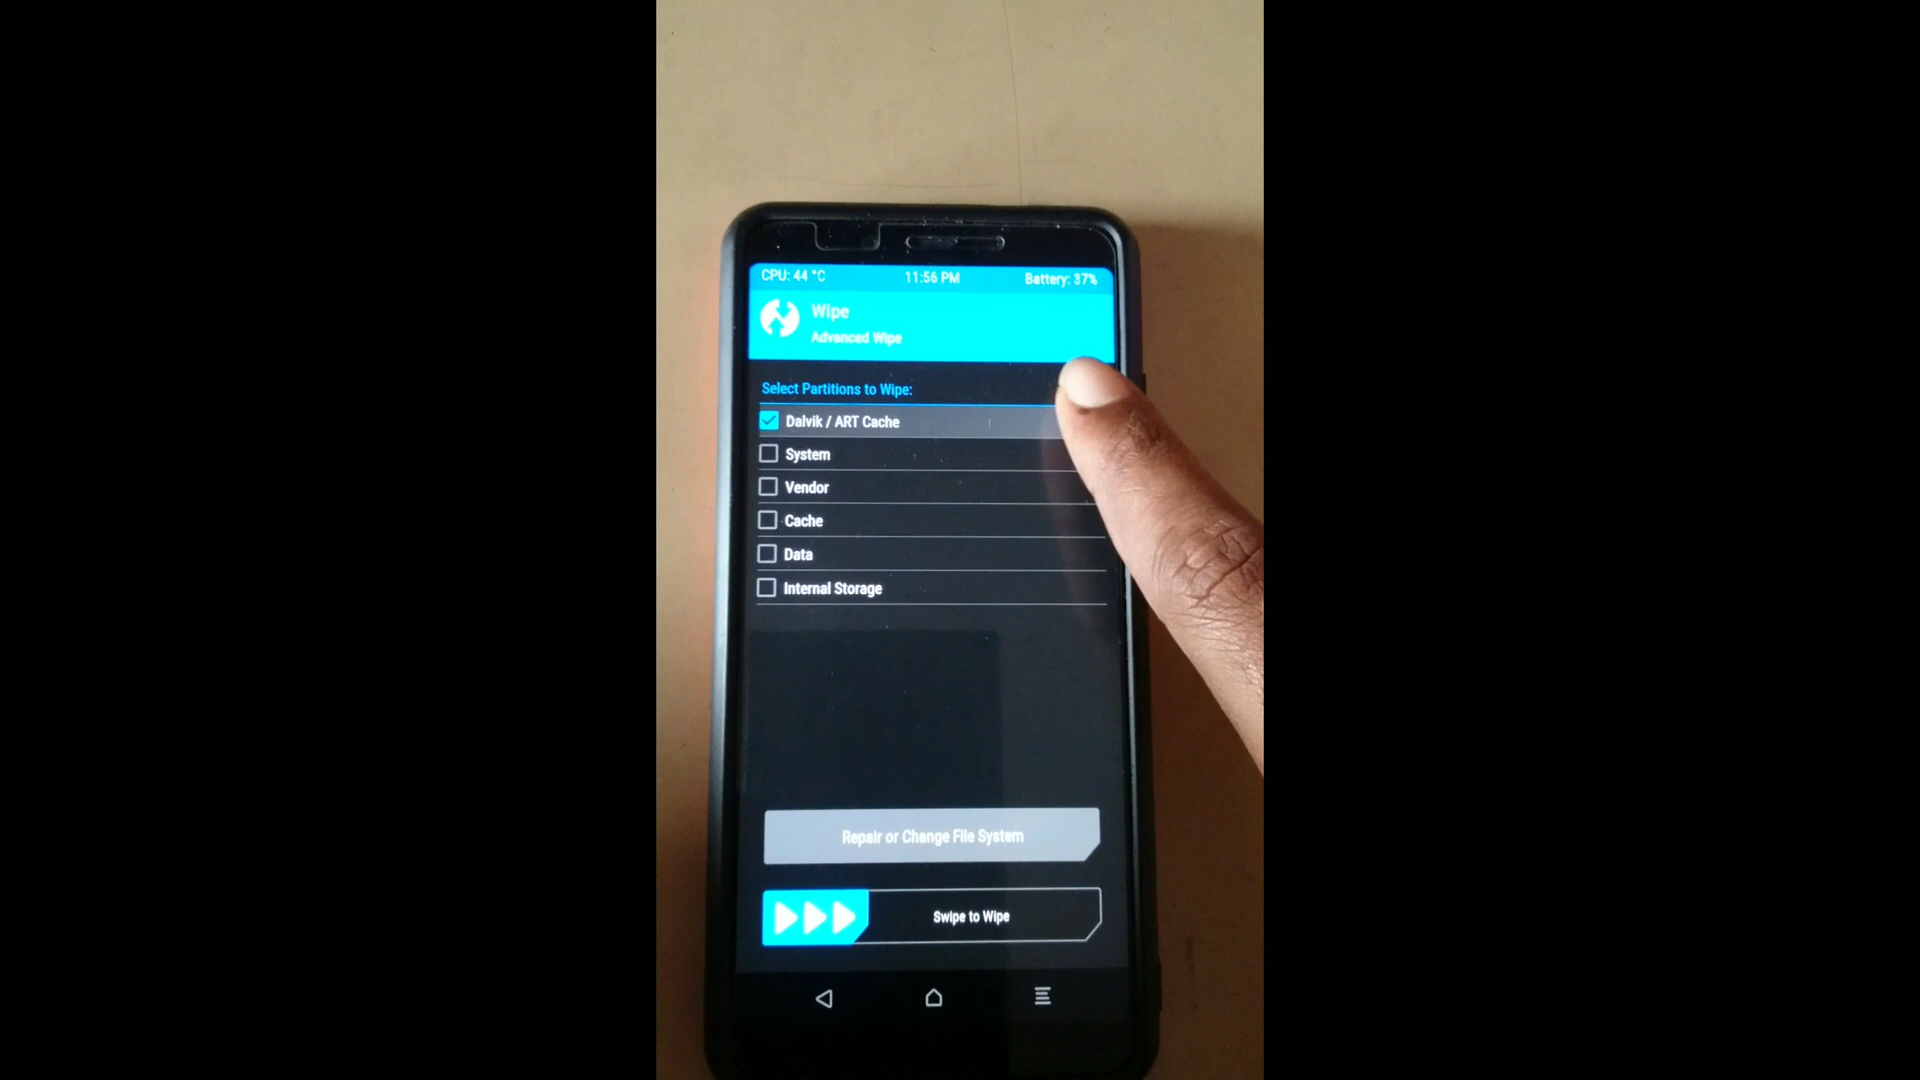 CPU: 44 °C 11:56 PM Battery: 37%
Wipe
Advanced Wipe
Select Partitions to Wipe:
Dalvik / ART Cache
System
Vendor
Cache
Data
Internal Storage
Repair or Change File System
Swipe to Wipe